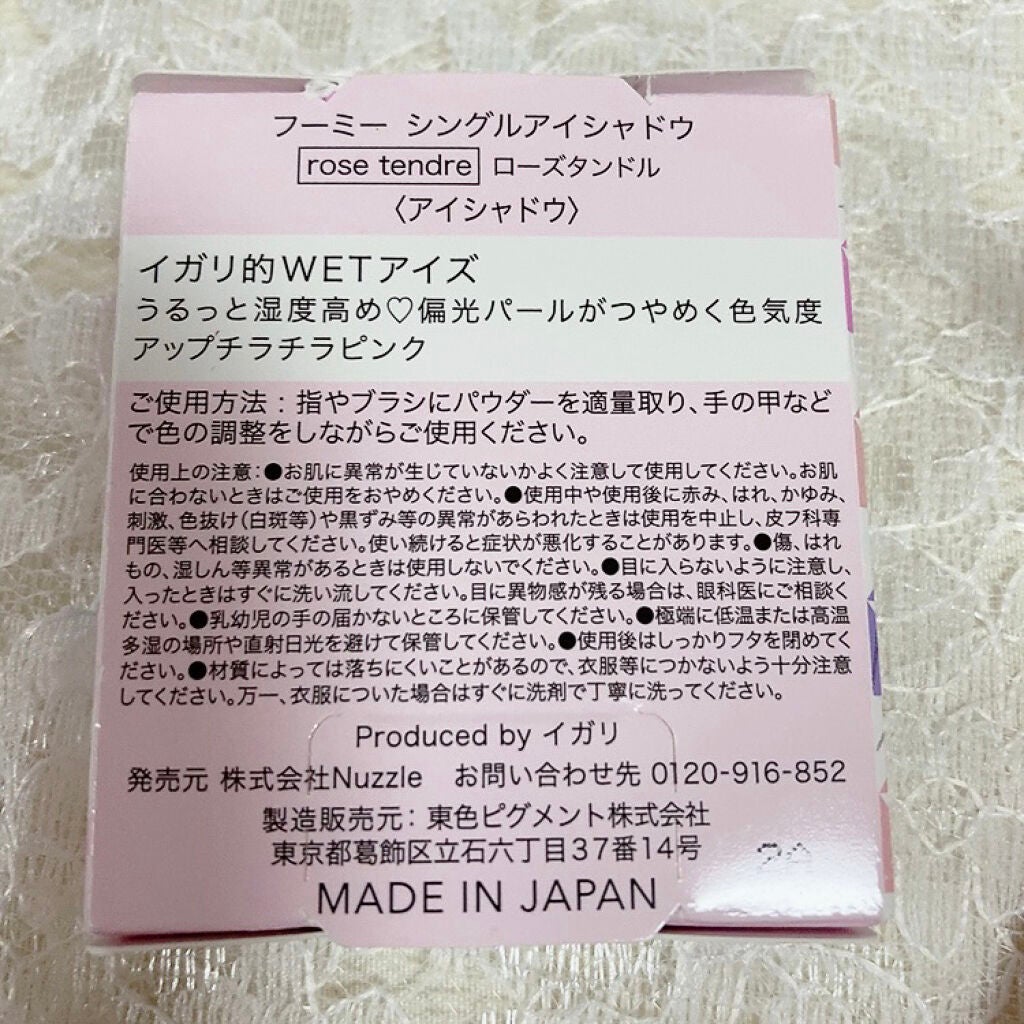 フーミー シングルアイシャドウ
rose tendre ローズタンドル
〈アイシャドウ〉
イガリ的WETアイズ
うるっと湿度高め♡偏光パールがつやめく色気度
アップチラチラピンク
ご使用方法：指やブラシにパウダーを適量取り、手の甲など
で色の調整をしながらご使用ください。
使用上の注意：●お肌に異常が生じていないかよく注意して使用してください。お肌
に合わないときはご使用をおやめください。●使用中や使用後に赤み、はれ、かゆみ、
刺激、色抜け（白斑等）や黒ずみ等の異常があらわれたときは使用を中止し、皮フ科専
門医等へ相談してください。使い続けると症状が悪化することがあります。●傷、はれ
もの、湿しん等異常があるときは使用しないでください。●目に入らないように注意し、
入ったときはすぐに洗い流してください。目に異物感が残る場合は、眼科医にご相談く
ださい。●乳幼児の手の届かないところに保管してください。●極端に低温または高温
多湿の場所や直射日光を避けて保管してください。●使用後はしっかりフタを閉めてく
ださい。●材質によっては落ちにくいことがあるので、衣服等につかないよう十分注意
してください。万一、衣服についた場合はすぐに洗剤で丁寧に洗ってください。
Produced by イガリ
発売元 株式会社Nuzzle お問い合わせ先 0120-916-852
製造販売元：東色ピグメント株式会社
東京都葛飾区立石六丁目37番14号
MADE IN JAPAN